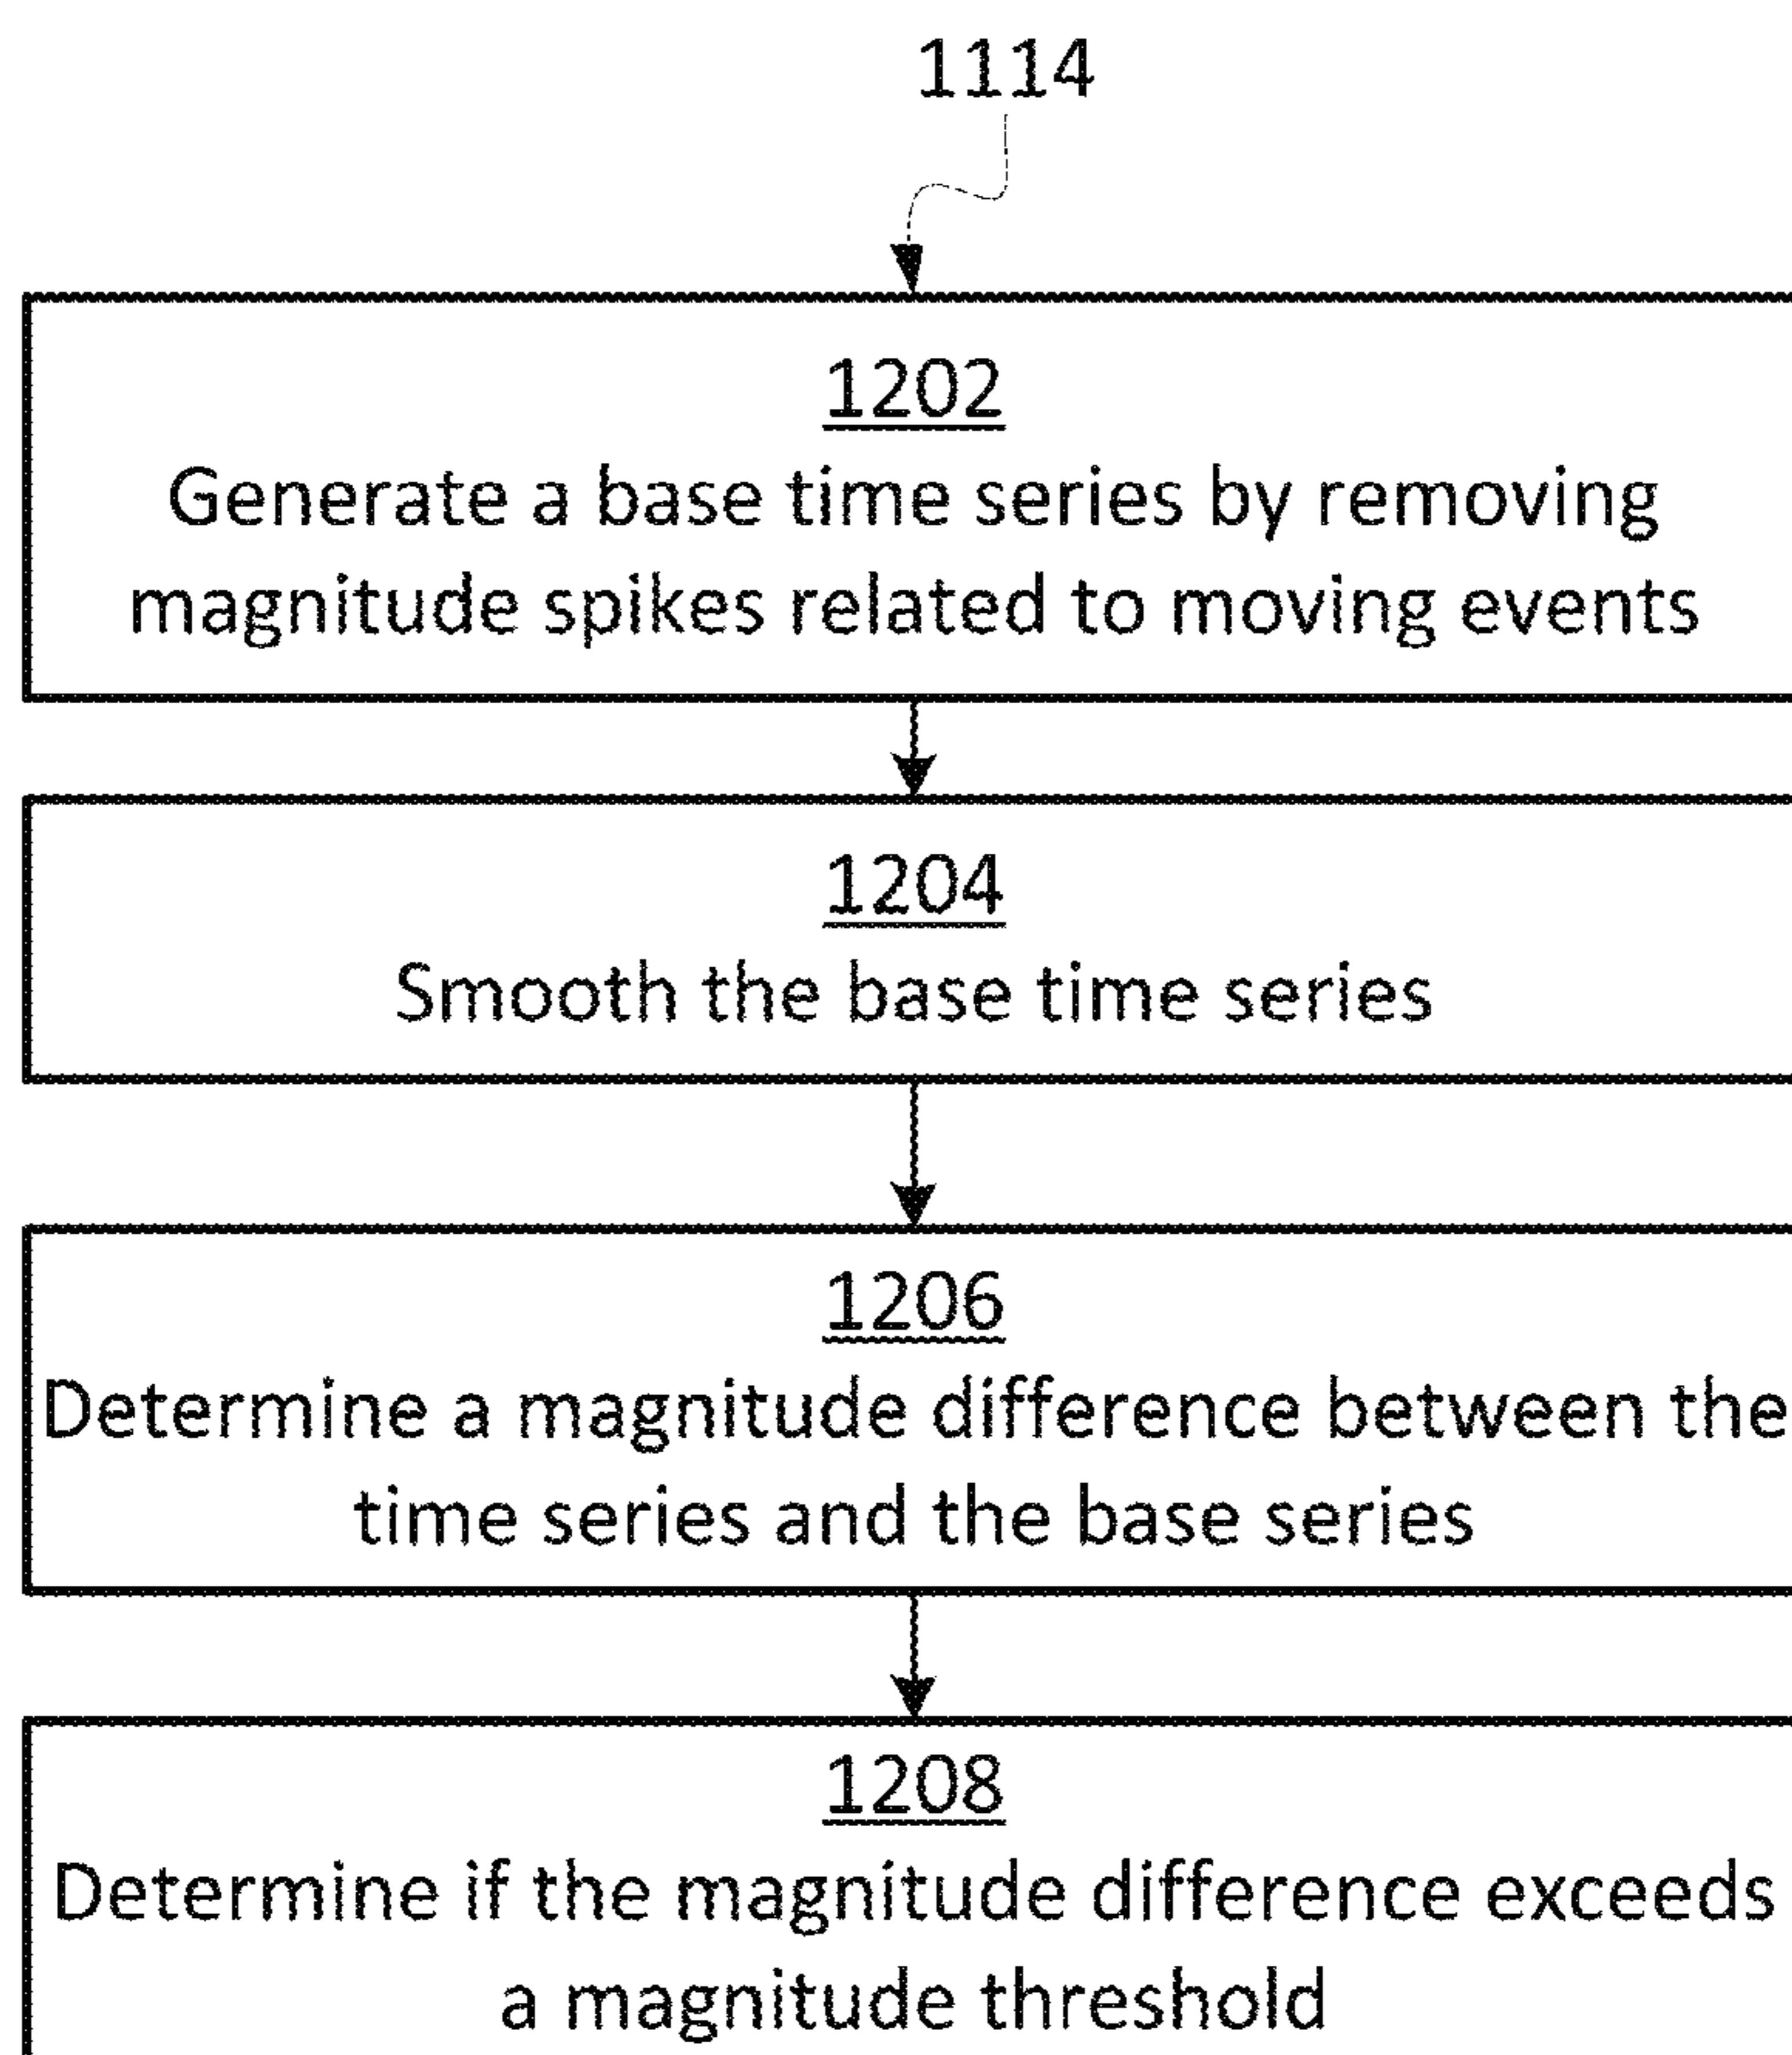 1114
1202
Generate a base time series by removing
magnitude spikes related to moving events
1204
Smooth the base time series
1206
Determine a magnitude difference between the
time series and the base series
1208
Determine if the magnitude difference exceeds
a magnitude threshold